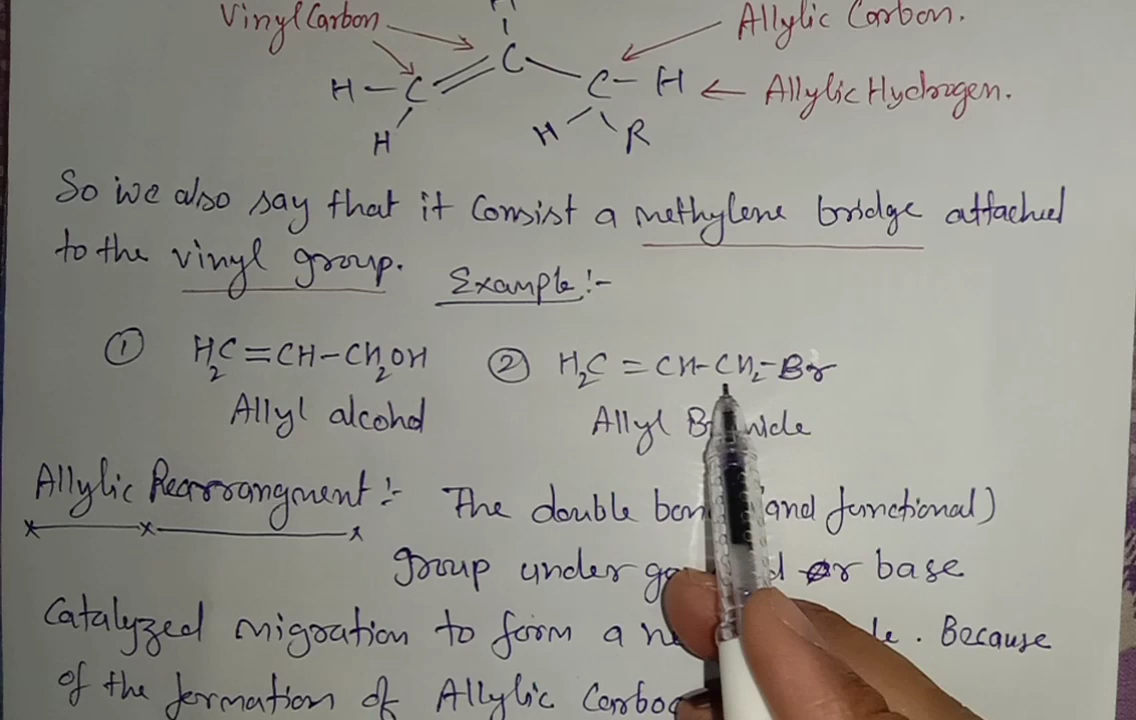 Vinyl Carbon
Allylic Carbon.
C
H-C
C-H
Allylic Hydrogen.
H
H
R
So we also say that it Consist a methylene bridge attached
to the vinyl group. Example:-
① H2C=CH-CH2OH ② H2C=CH-CH2-Br
Allyl alcohol Allyl
Allylic Rearrangment:- The double (and functional)
group under or base
Catalyzed migration to form a Because
of the formation of Allylic